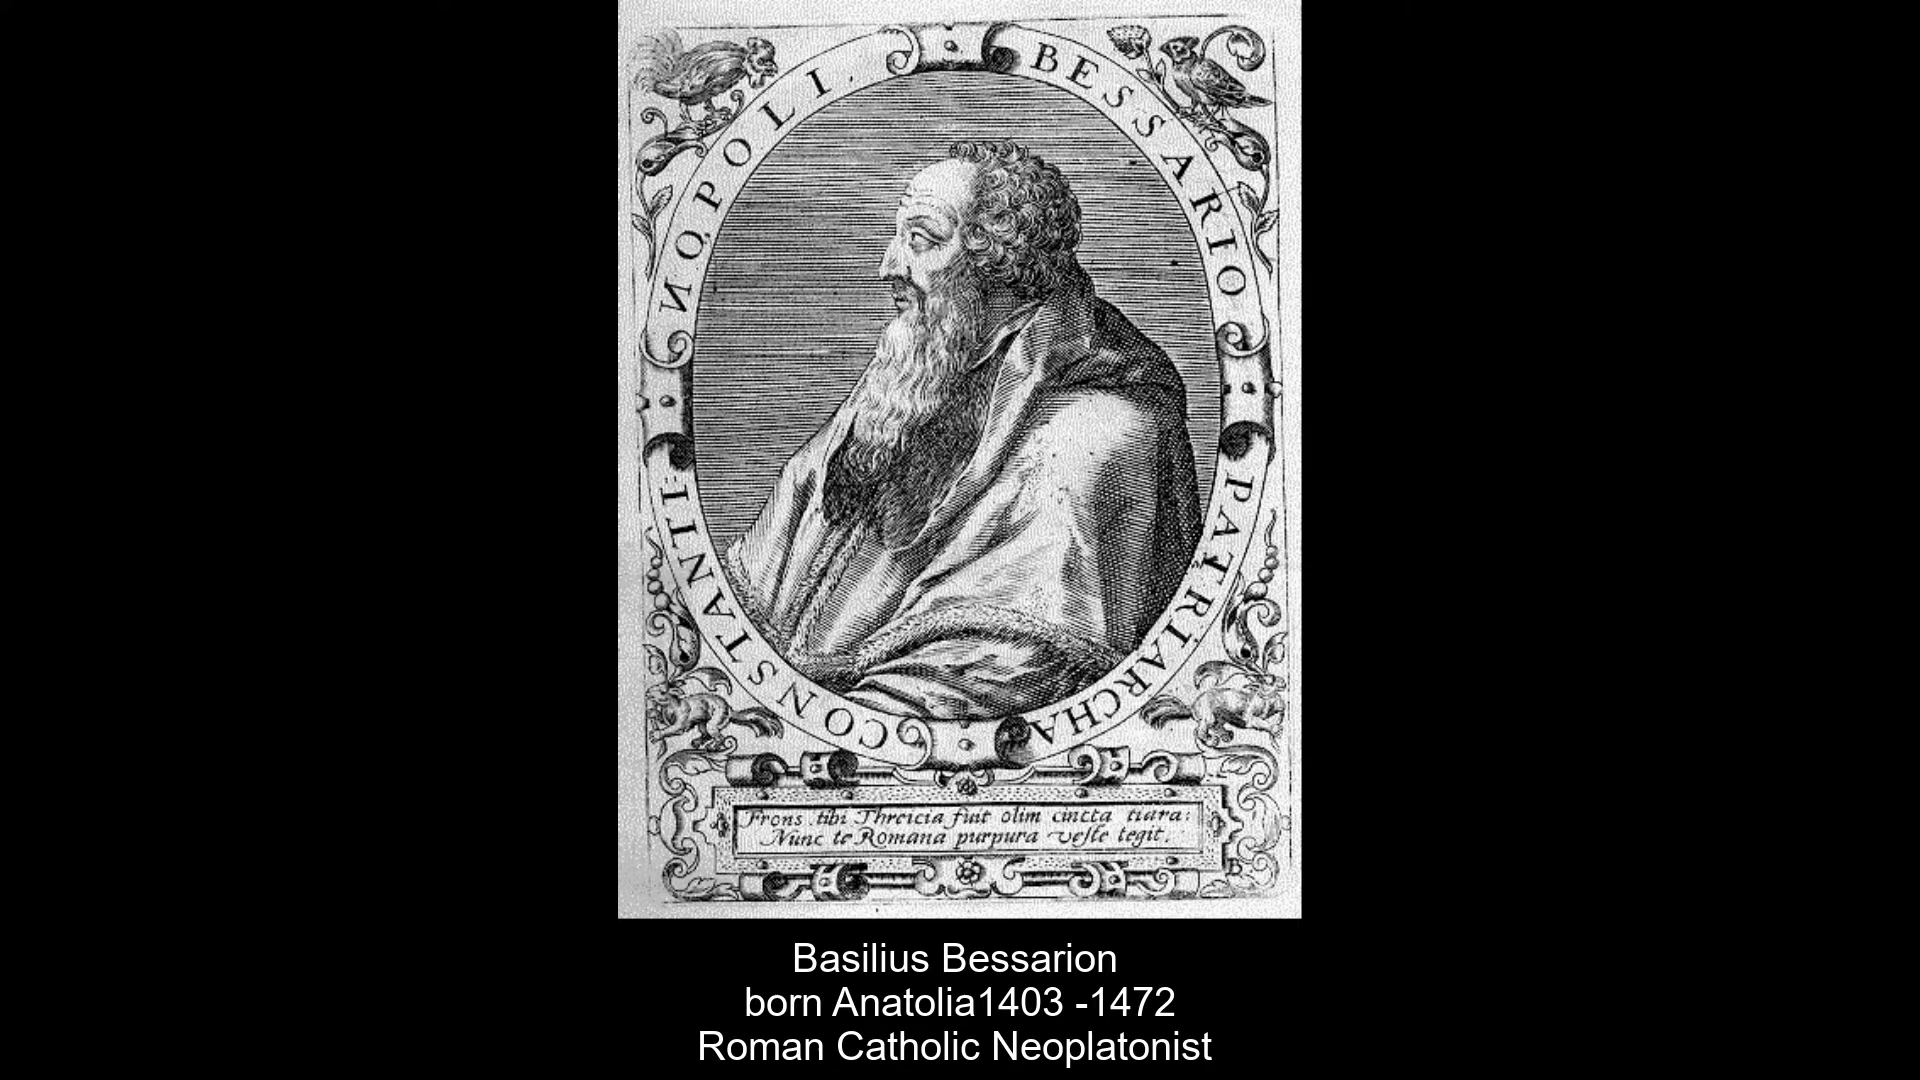 BESSARIO PATRIARCHA CONSTANTINOPOLI.
Frons tibi Threicia fuit olim cincta tiara:
Nunc te Romana purpura veste tegit.
Basilius Bessarion
born Anatolia1403 -1472
Roman Catholic Neoplatonist